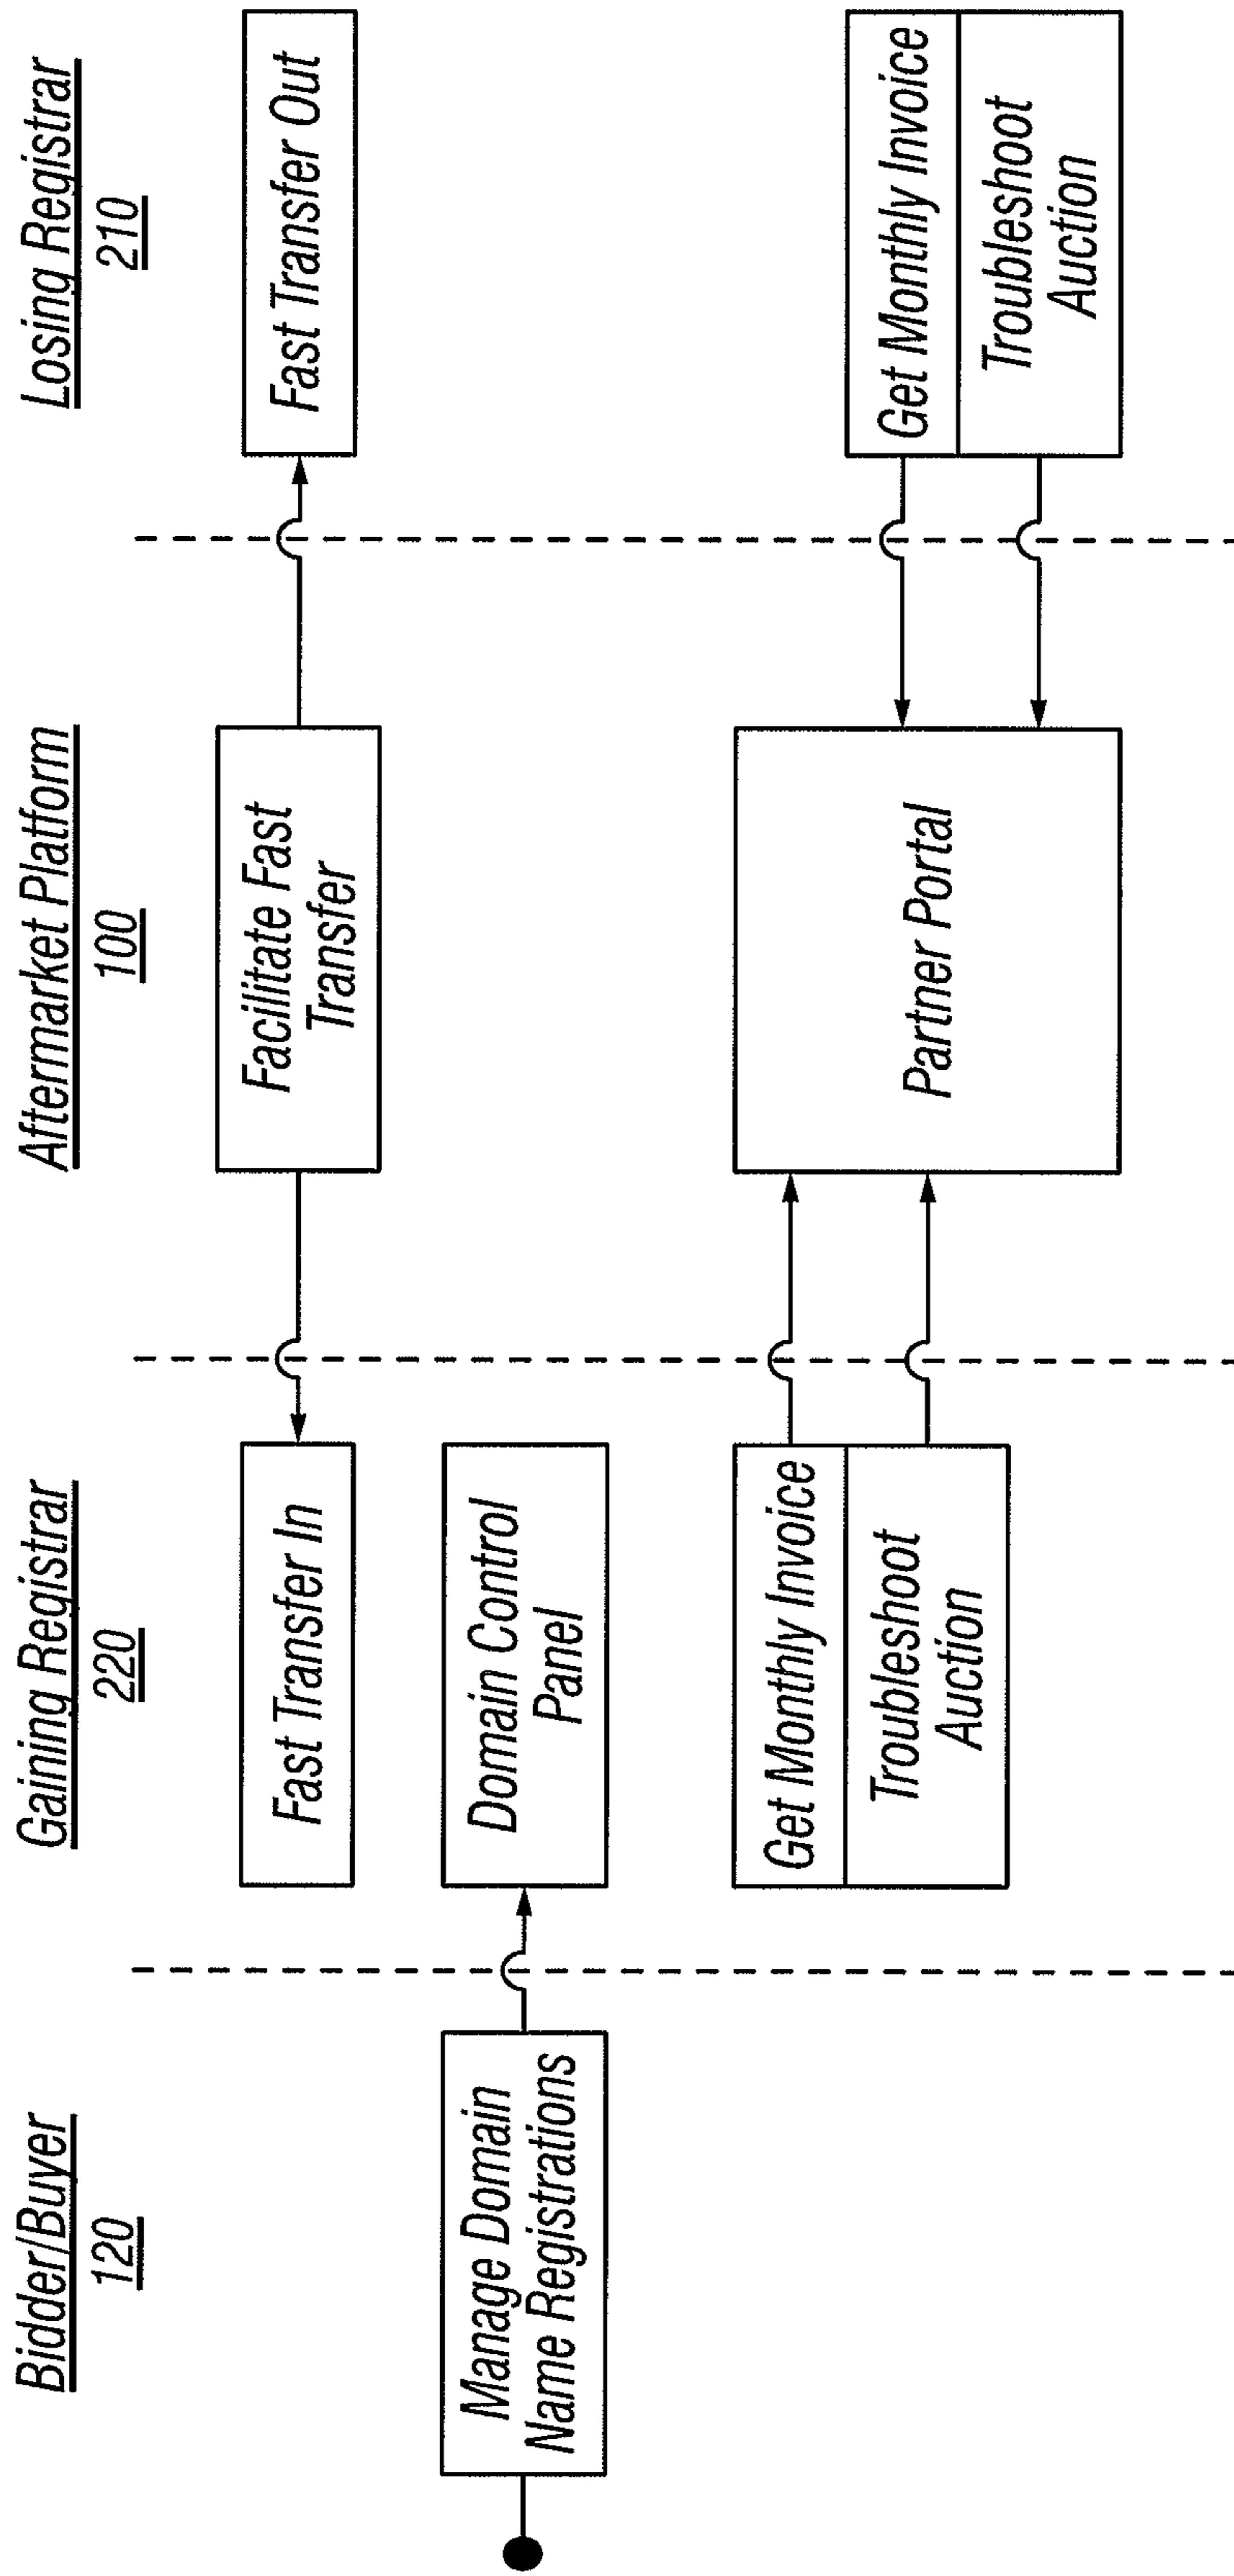 Bidder/Buyer
120
Gaining Registrar
220
Aftermarket Platform
100
Losing Registrar
210
Fast Transfer In
Facilitate Fast
Transfer
Fast Transfer Out
Manage Domain
Name Registrations
Domain Control
Panel
Get Monthly Invoice
Troubleshoot
Auction
Partner Portal
Get Monthly Invoice
Troubleshoot
Auction